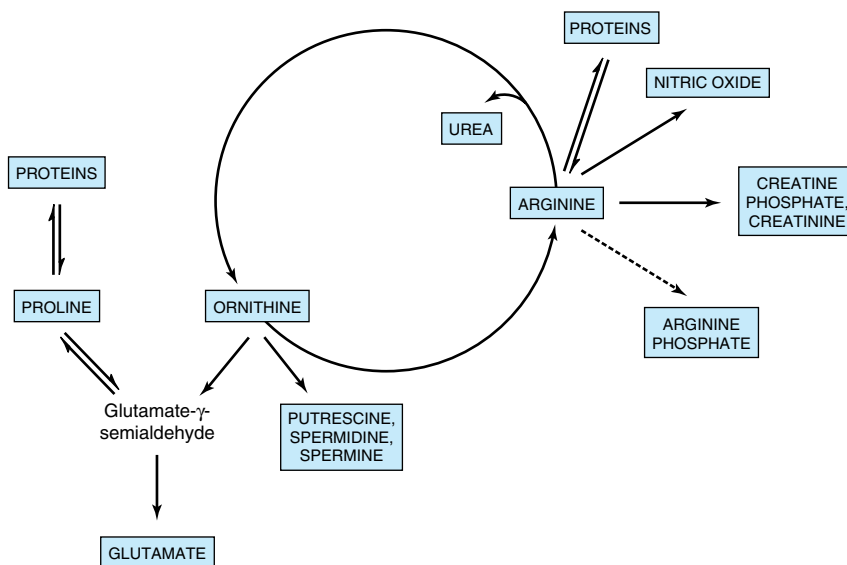 PROTEINS
NITRIC OXIDE
UREA
PROTEINS
ARGININE
CREATINE
PHOSPHATE,
CREATININE
PROLINE
ORNITHINE
ARGININE
PHOSPHATE
Glutamate-γ-
semialdehyde
PUTRESCINE,
SPERMIDINE,
SPERMINE
GLUTAMATE